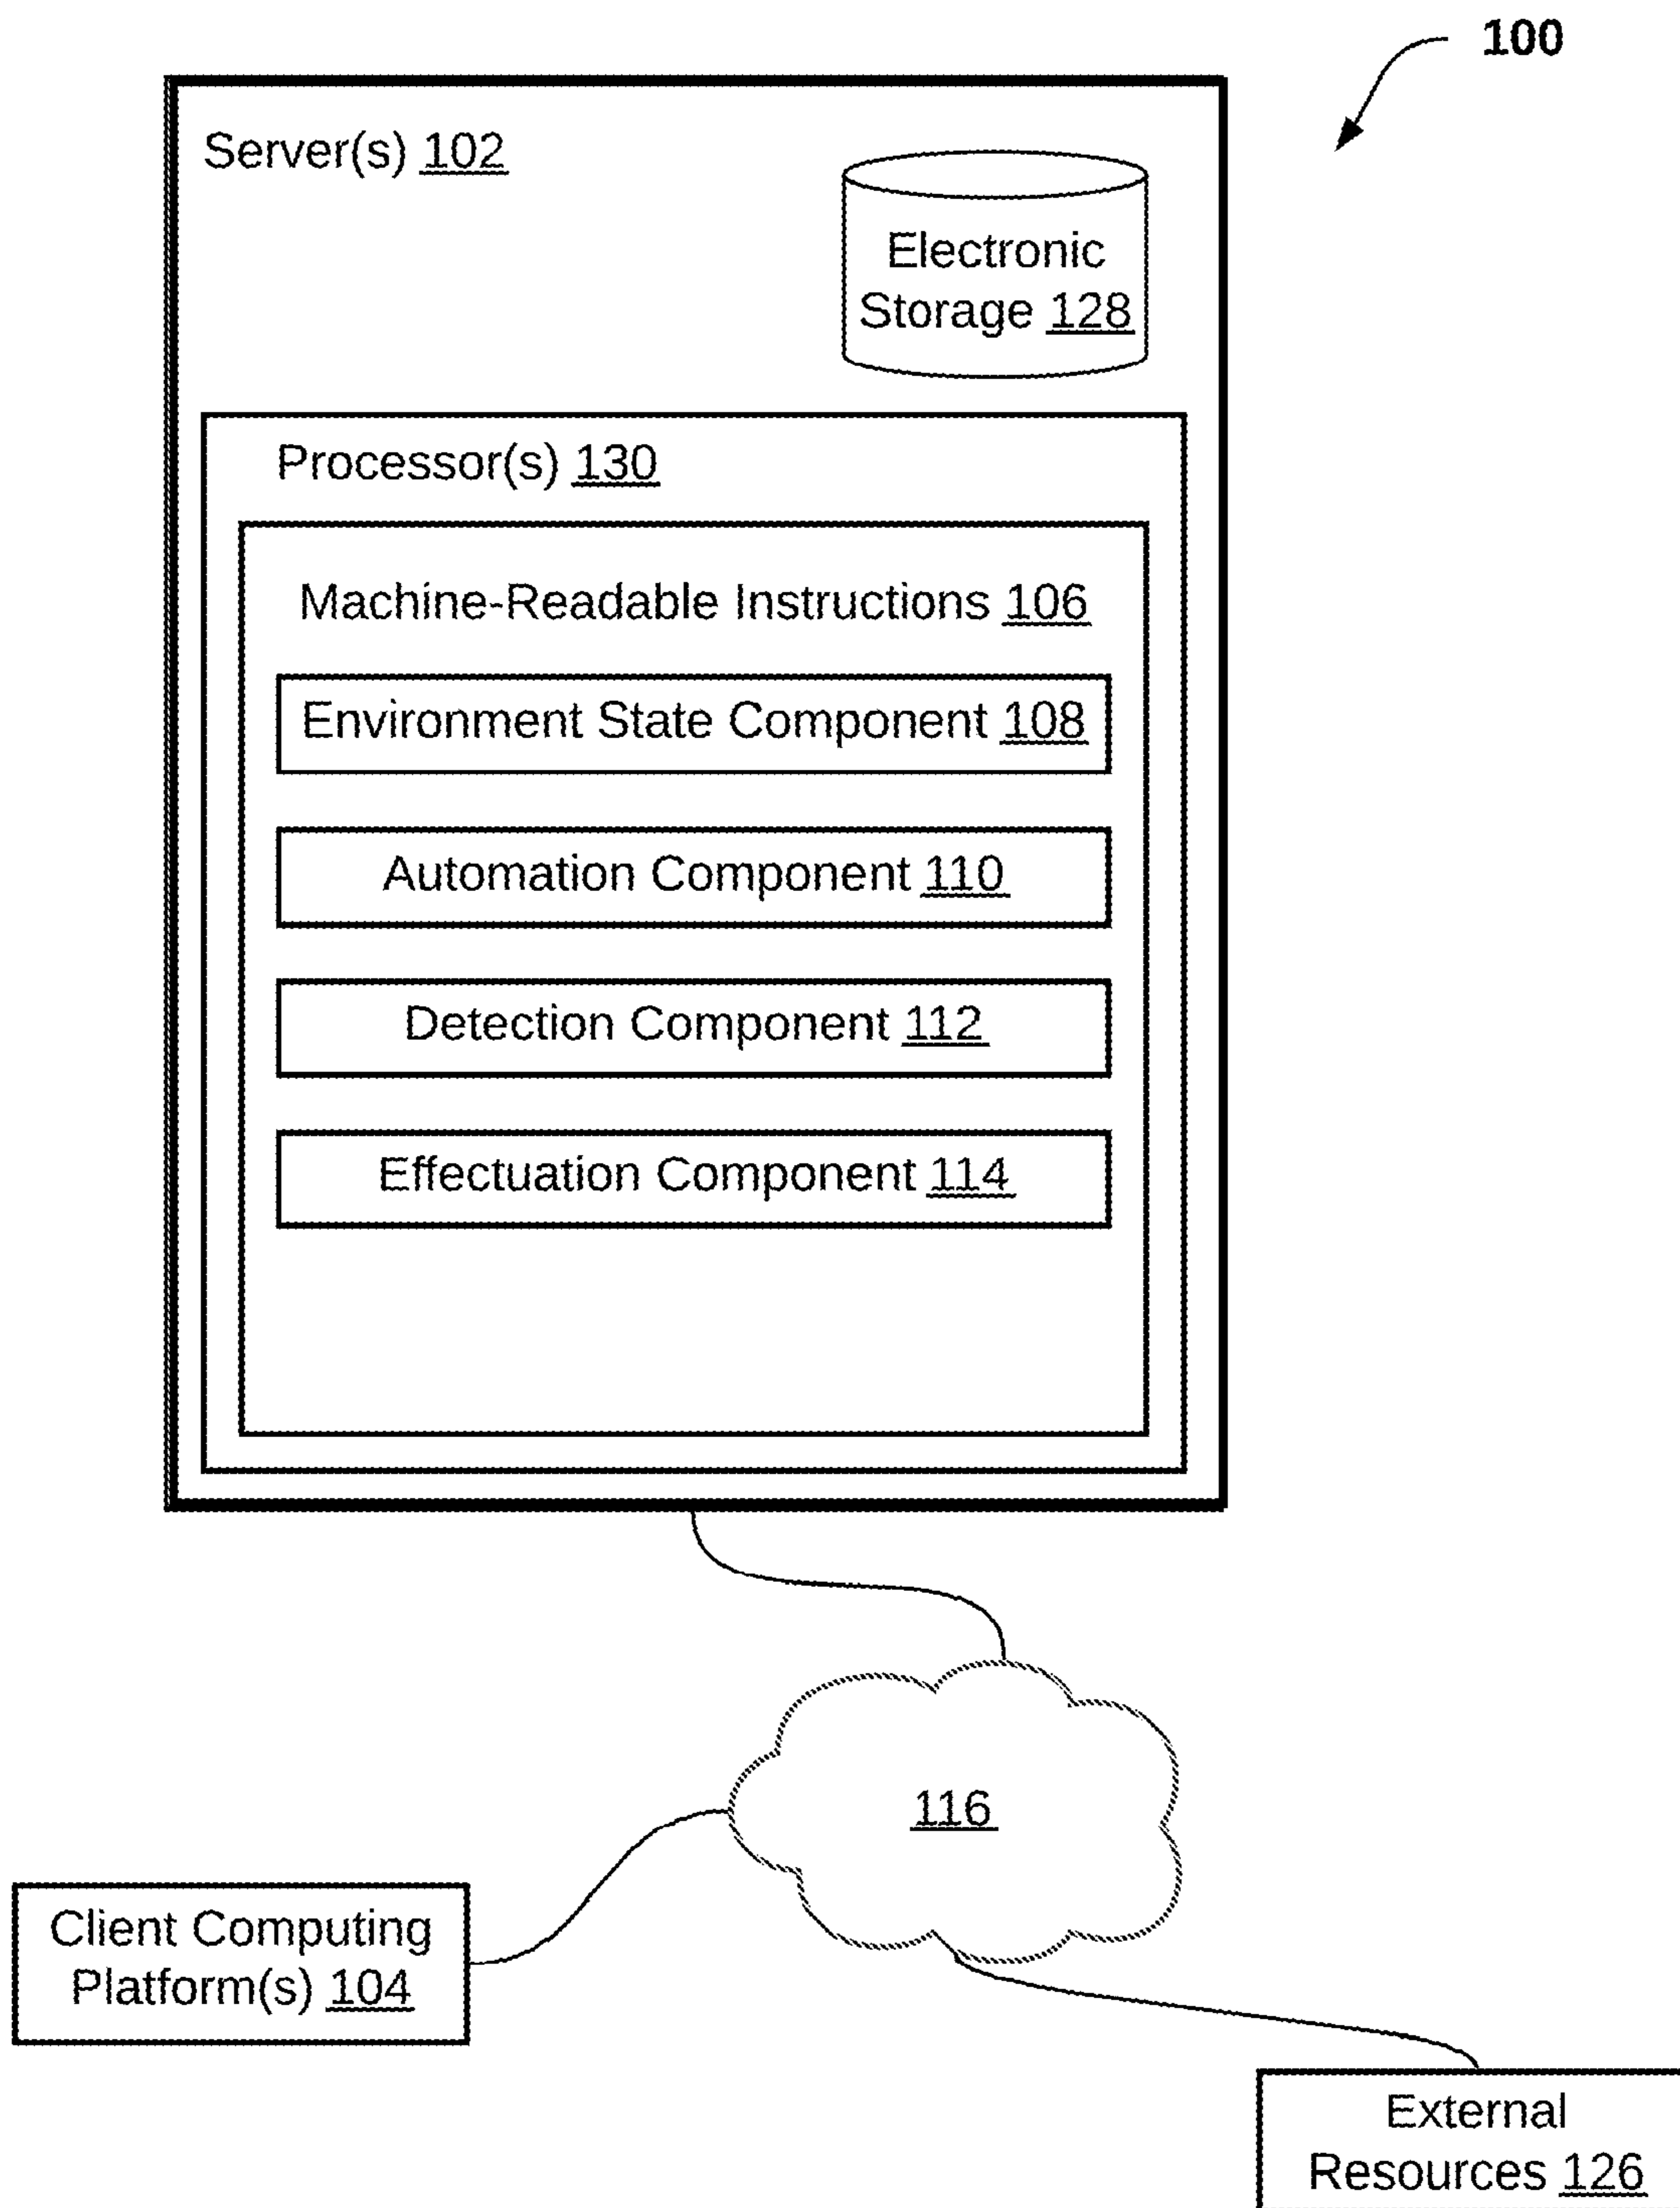 100
Server(s) 102
Electronic
Storage 128
Processor(s) 130
Machine-Readable Instructions 106
Environment State Component 108
Automation Component 110
Detection Component 112
Effectuation Component 114
116
Client Computing
Platform(s) 104
External
Resources 126